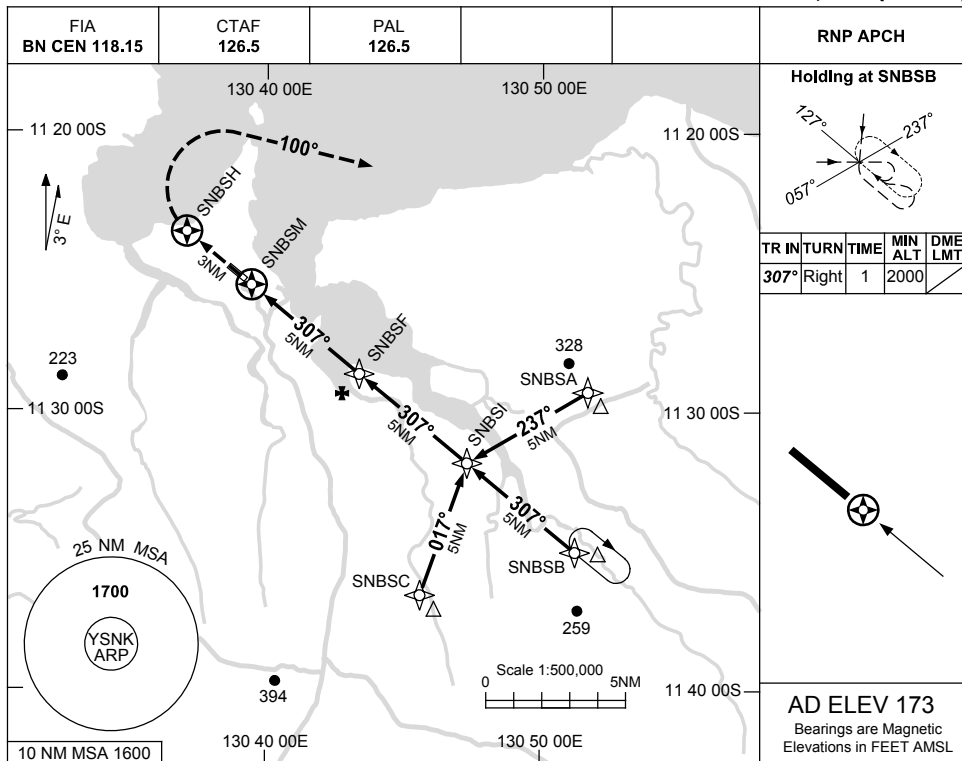 FIA
BN CEN 118.15
CTAF
126.5
PAL
126.5
RNP APCH
130 40 00E
130 50 00E
11 20 00S
11 20 00S
100°
3° E
SNBSH
SNBSM
3NM
307°
5NM
SNBSF
223
328
SNBSA
11 30 00S
11 30 00S
307°
5NM
SNBSI
237°
5NM
017°
5NM
307°
5NM
SNBSB
SNBSC
259
394
25 NM MSA
1700
YSNK
ARP
10 NM MSA 1600
Scale 1:500,000
0
5NM
11 40 00S
130 40 00E
130 50 00E
Holding at SNBSB
127°
237°
057°
TR IN TURN TIME MIN ALT DME LMT
307° Right 1 2000
AD ELEV 173
Bearings are Magnetic
Elevations in FEET AMSL